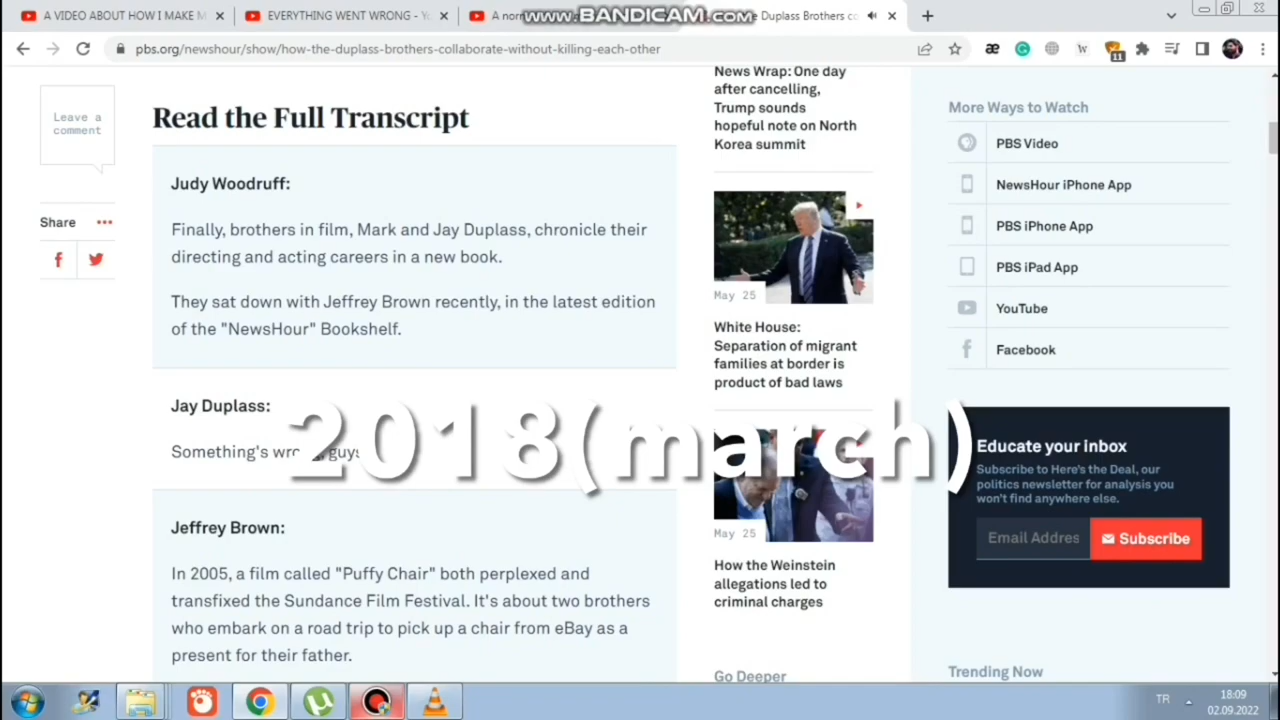 A VIDEO ABOUT HOW I MAKE M
EVERYTHING WENT WRONG - Y
A nor
www.BANDICAM.com
e Duplass Brothers co
pbs.org/newshour/show/how-the-duplass-brothers-collaborate-without-killing-each-other
11
Leave a
comment
Share
Read the Full Transcript
Judy Woodruff:
Finally, brothers in film, Mark and Jay Duplass, chronicle their
directing and acting careers in a new book.
They sat down with Jeffrey Brown recently, in the latest edition
of the "NewsHour" Bookshelf.
Jay Duplass:
Something's wrong, guys
2018(march)
Jeffrey Brown:
In 2005, a film called "Puffy Chair" both perplexed and
transfixed the Sundance Film Festival. It's about two brothers
who embark on a road trip to pick up a chair from eBay as a
present for their father.
News Wrap: One day
after cancelling,
Trump sounds
hopeful note on North
Korea summit
May 25
White House:
Separation of migrant
families at border is
product of bad laws
May 25
How the Weinstein
allegations led to
criminal charges
Go Deeper
More Ways to Watch
PBS Video
NewsHour iPhone App
PBS iPhone App
PBS iPad App
YouTube
Facebook
Educate your inbox
Subscribe to Here's the Deal, our
politics newsletter for analysis you
won't find anywhere else.
Email Addres
Subscribe
Trending Now
TR
18:09
02.09.2022